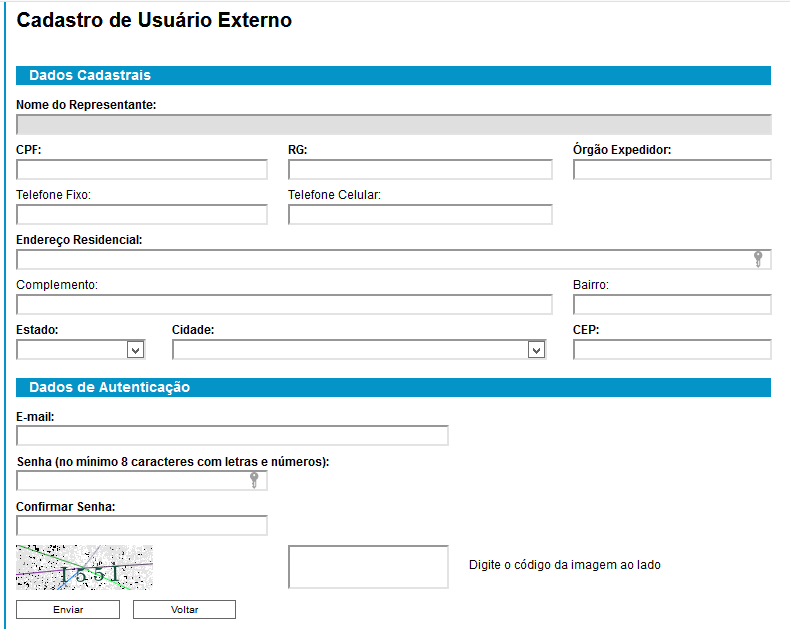 Cadastro de Usuário Externo
Dados Cadastrais
Nome do Representante:
CPF: RG: Órgão Expedidor:
Telefone Fixo: Telefone Celular:
Endereço Residencial:
Complemento: Bairro:
Estado: Cidade: CEP:
Dados de Autenticação
E-mail:
Senha (no mínimo 8 caracteres com letras e números):
Confirmar Senha:
Digite o código da imagem ao lado
Enviar Voltar